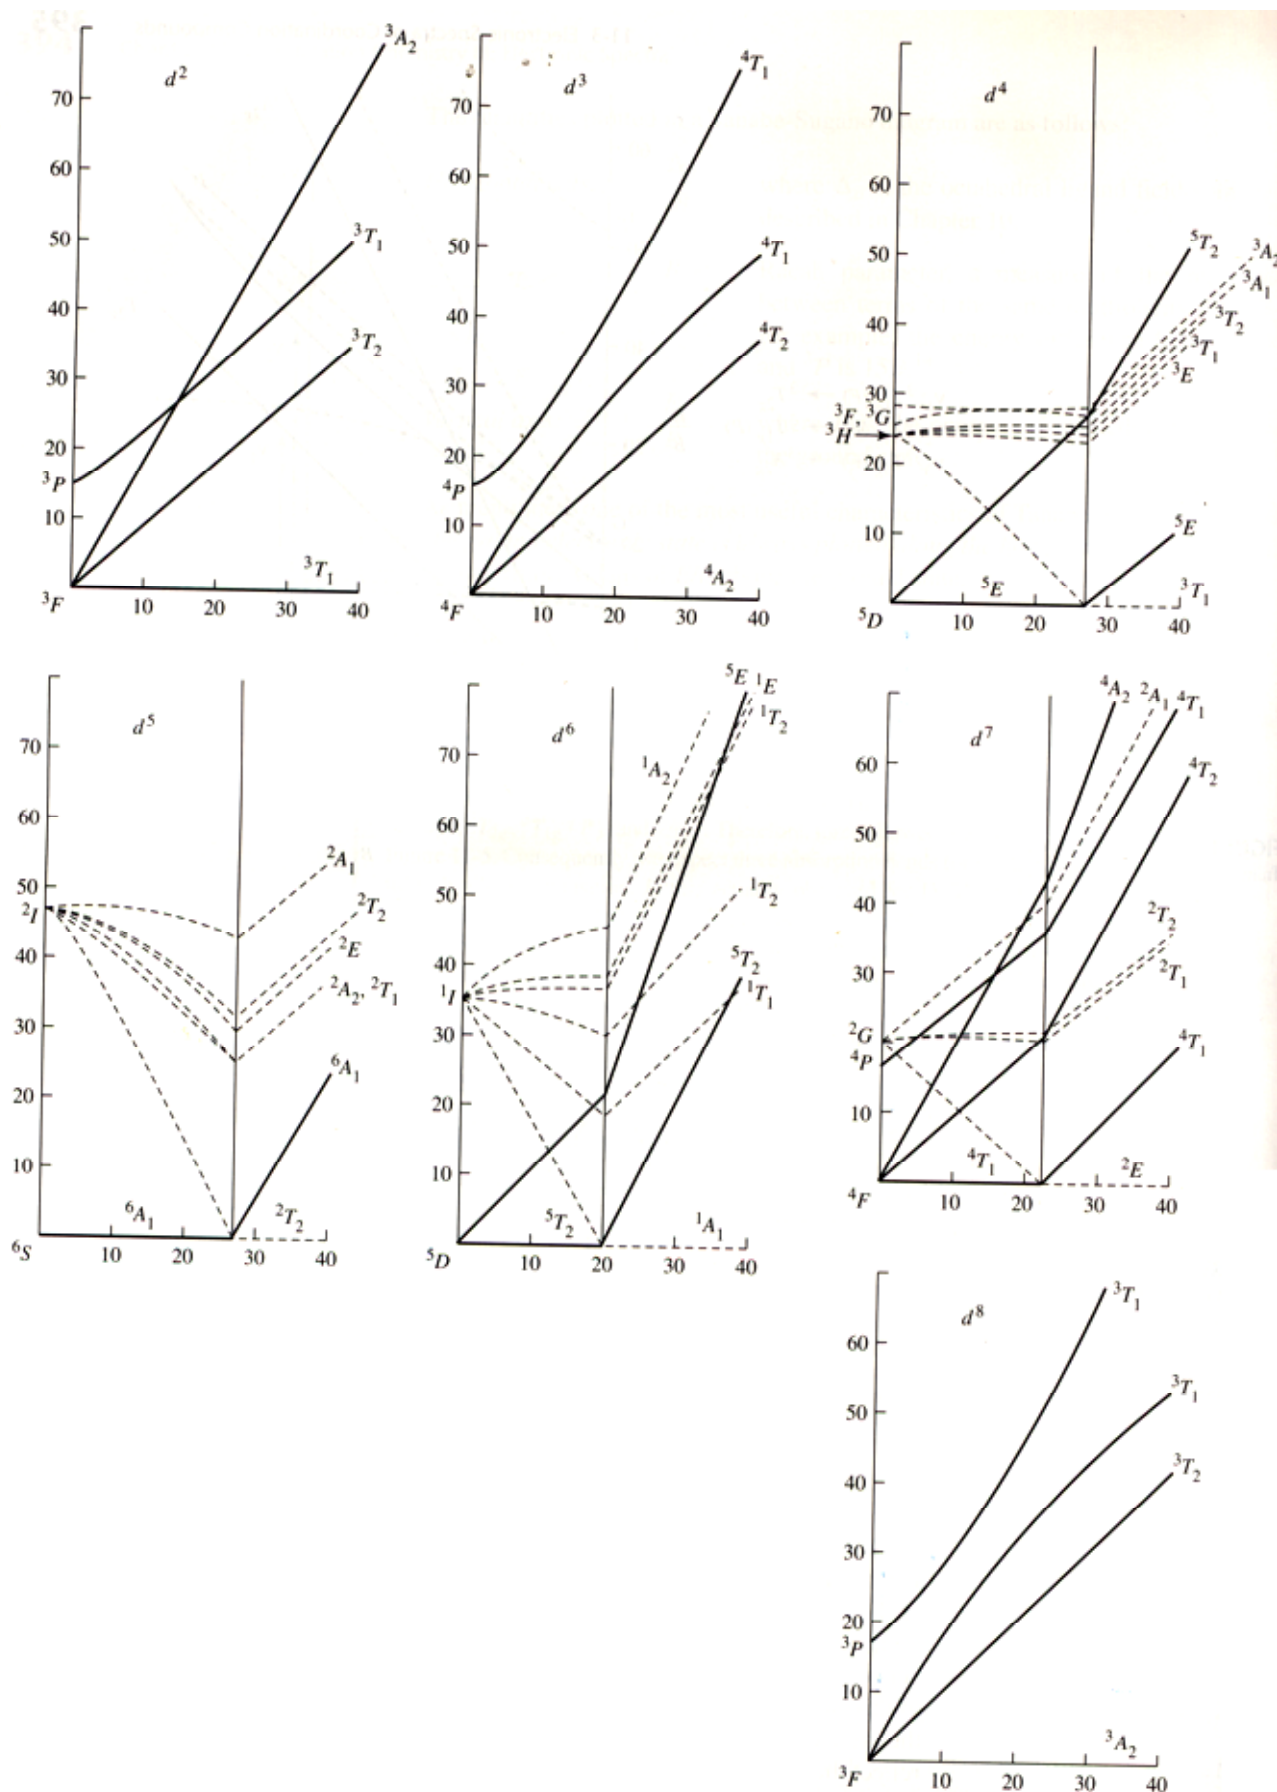 d²
³A₂
³T₁
³T₂
70
60
50
40
30
20
³P
10
³T₁
³F
10 20 30 40
d³
⁴T₁
⁴T₁
⁴T₂
70
60
50
40
30
20
⁴P
10
⁴A₂
⁴F
10 20 30 40
d⁴
70
60
50
40
30
³F, ³G
³H
20
10
⁵T₂
³A₂
³A₁
³T₂
³T₁
³E
⁵E
⁵E
³T₁
⁵D
10 20 30 40
d⁵
70
60
50
²I
40
30
20
10
²A₁
²T₂
²E
²A₂, ²T₁
⁶A₁
⁶A₁
²T₂
⁶S
10 20 30 40
d⁶
70
60
50
40
¹I
30
20
10
⁵E ¹E
¹T₂
¹A₂
¹T₂
⁵T₂
¹T₁
⁵T₂
¹A₁
⁵D
10 20 30 40
d⁷
60
50
40
30
²G
⁴P
10
⁴A₂ ²A₁ ⁴T₁
⁴T₂
²T₂
²T₁
⁴T₁
⁴T₁
²E
⁴F
10 20 30 40
d⁸
60
50
40
30
20
³P
10
³T₁
³T₁
³T₂
³A₂
³F
10 20 30 40